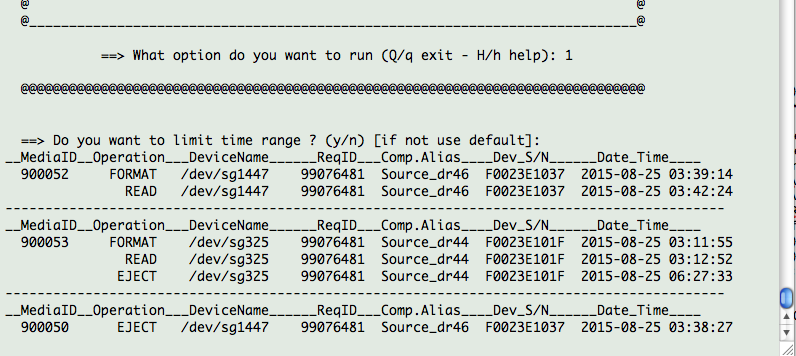 @ @
@____________________________________________________________________________@
==> What option do you want to run (Q/q exit - H/h help): 1
@@@@@@@@@@@@@@@@@@@@@@@@@@@@@@@@@@@@@@@@@@@@@@@@@@@@@@@@@@@@@@@@@@@@@@@@@@@@@@
==> Do you want to limit time range ? (y/n) [if not use default]:
__MediaID__Operation___DeviceName______ReqID___Comp.Alias____Dev_S/N______Date_Time____
900052 FORMAT /dev/sg1447 99076481 Source_dr46 F0023E1037 2015-08-25 03:39:14
READ /dev/sg1447 99076481 Source_dr46 F0023E1037 2015-08-25 03:42:24
------------------------------------------------------------------------------------------
__MediaID__Operation___DeviceName______ReqID___Comp.Alias____Dev_S/N______Date_Time____
900053 FORMAT /dev/sg325 99076481 Source_dr44 F0023E101F 2015-08-25 03:11:55
READ /dev/sg325 99076481 Source_dr44 F0023E101F 2015-08-25 03:12:52
EJECT /dev/sg325 99076481 Source_dr44 F0023E101F 2015-08-25 06:27:33
------------------------------------------------------------------------------------------
__MediaID__Operation___DeviceName______ReqID___Comp.Alias____Dev_S/N______Date_Time____
900050 EJECT /dev/sg1447 99076481 Source_dr46 F0023E1037 2015-08-25 03:38:27